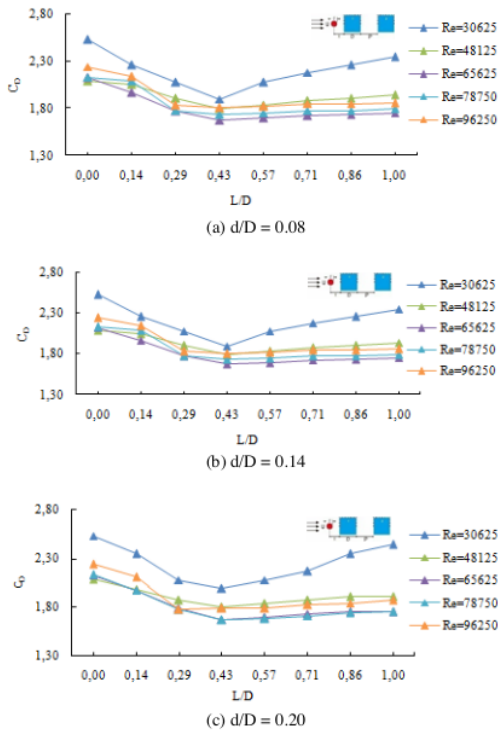 2,80
2,30
1,80
1,30
C_D
0,00 0,14 0,29 0,43 0,57 0,71 0,86 1,00
L/D
Re=30625
Re=48125
Re=65625
Re=78750
Re=96250
(a) d/D = 0.08
2,80
2,30
1,80
1,30
C_D
0,00 0,14 0,29 0,43 0,57 0,71 0,86 1,00
L/D
Re=30625
Re=48125
Re=65625
Re=78750
Re=96250
(b) d/D = 0.14
2,80
2,30
1,80
1,30
C_D
0,00 0,14 0,29 0,43 0,57 0,71 0,86 1,00
L/D
Re=30625
Re=48125
Re=65625
Re=78750
Re=96250
(c) d/D = 0.20